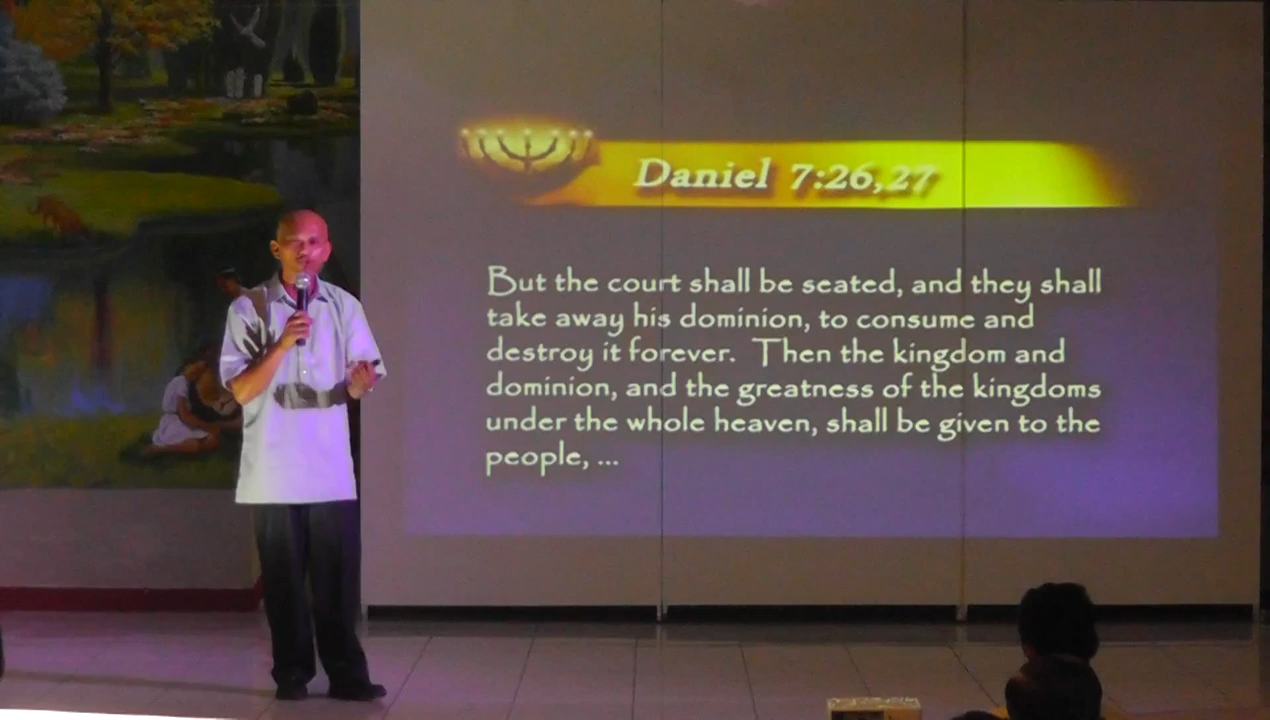 Daniel 7:26,27
But the court shall be seated, and they shall
take away his dominion, to consume and
destroy it forever. Then the kingdom and
dominion, and the greatness of the kingdoms
under the whole heaven, shall be given to the
people, ...